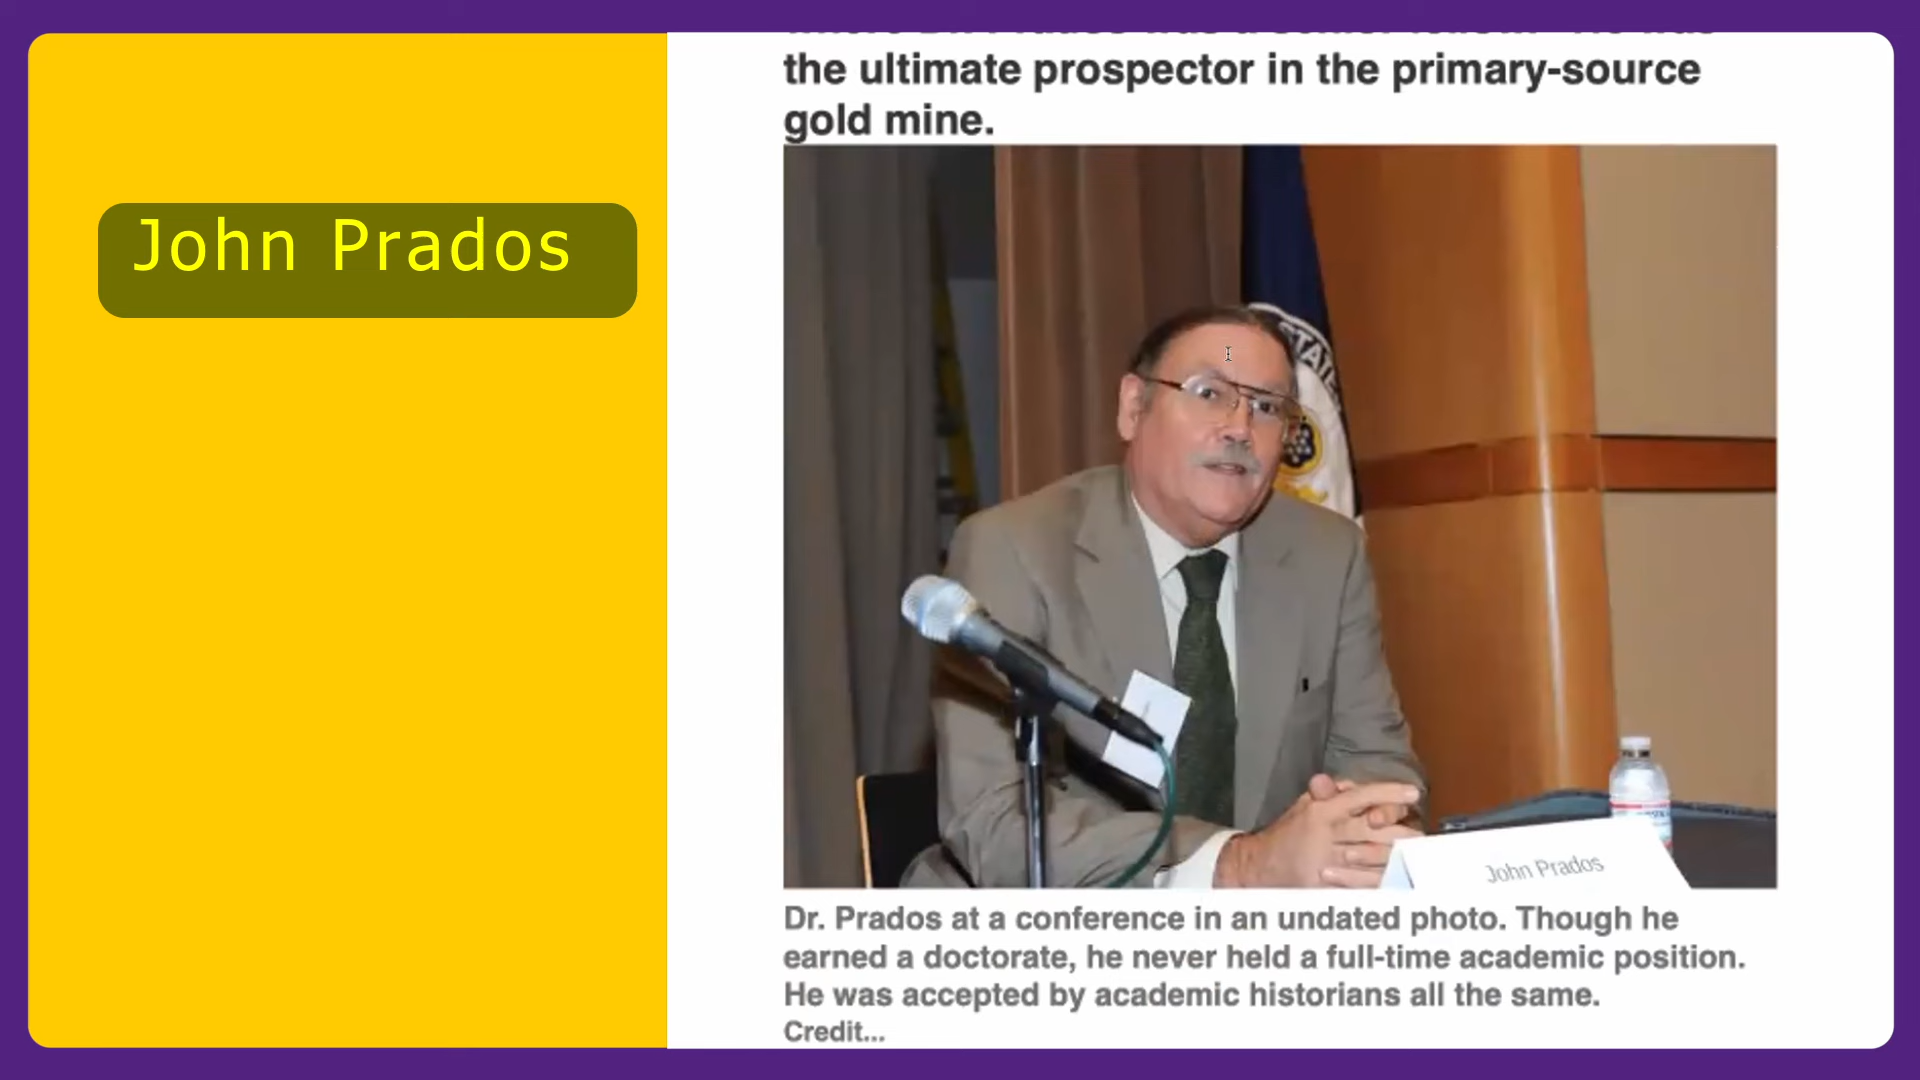 John Prados
the ultimate prospector in the primary-source
gold mine.
STATE
John Prados
Dr. Prados at a conference in an undated photo. Though he
earned a doctorate, he never held a full-time academic position.
He was accepted by academic historians all the same.
Credit...